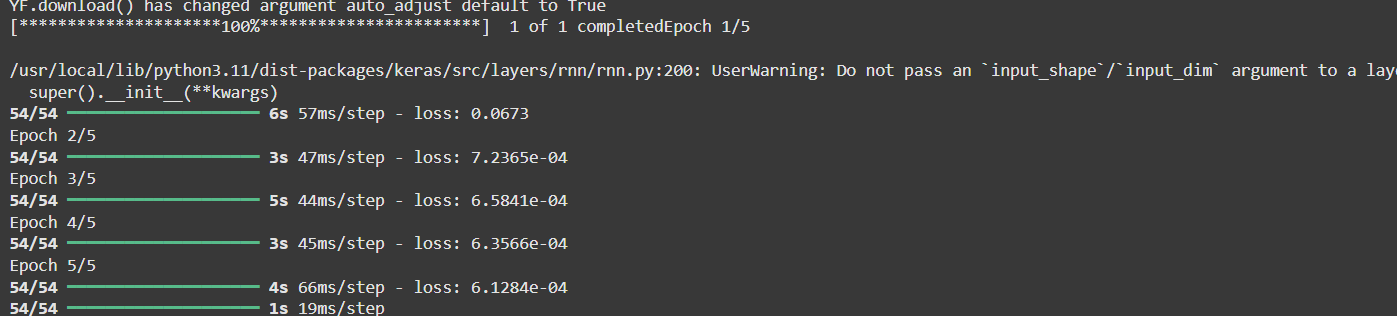 YF.download() has changed argument auto_adjust default to True
[*********************100%***********************]  1 of 1 completedEpoch 1/5
/usr/local/lib/python3.11/dist-packages/keras/src/layers/rnn/rnn.py:200: UserWarning: Do not pass an `input_shape`/`input_dim` argument to a lay
super().__init__(**kwargs)
54/54 ━━━━━━━━━━━━━━━━━━━━ 6s 57ms/step - loss: 0.0673
Epoch 2/5
54/54 ━━━━━━━━━━━━━━━━━━━━ 3s 47ms/step - loss: 7.2365e-04
Epoch 3/5
54/54 ━━━━━━━━━━━━━━━━━━━━ 5s 44ms/step - loss: 6.5841e-04
Epoch 4/5
54/54 ━━━━━━━━━━━━━━━━━━━━ 3s 45ms/step - loss: 6.3566e-04
Epoch 5/5
54/54 ━━━━━━━━━━━━━━━━━━━━ 4s 66ms/step - loss: 6.1284e-04
54/54 ━━━━━━━━━━━━━━━━━━━━ 1s 19ms/step